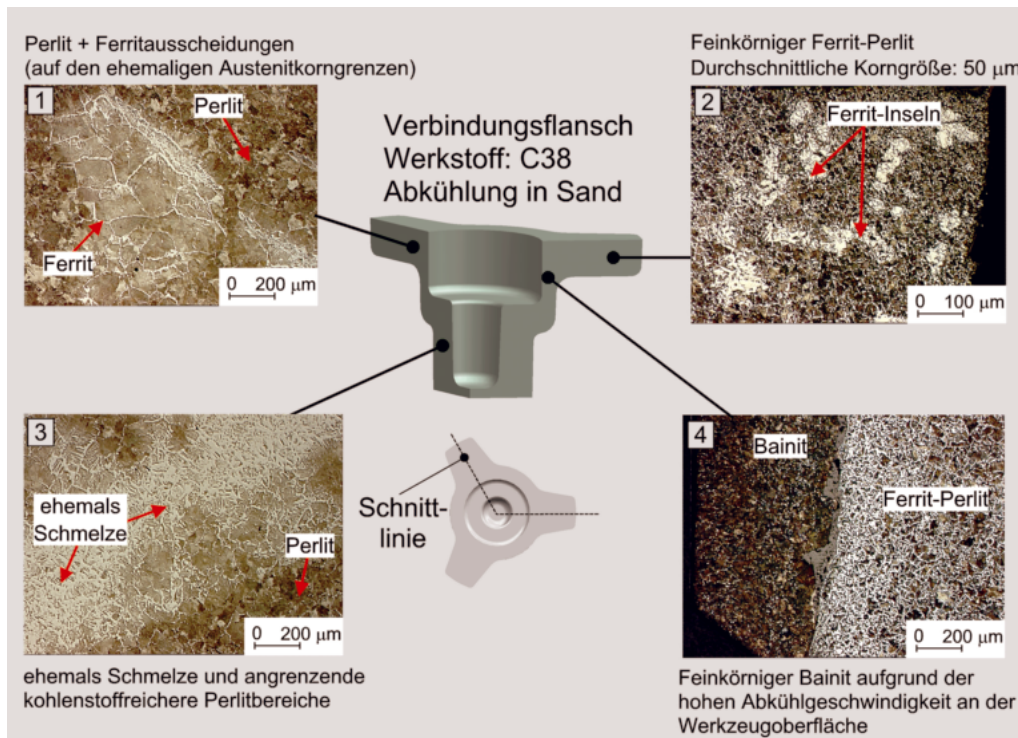 Perlit + Ferritausscheidungen
(auf den ehemaligen Austenitkorngrenzen)
1
Perlit
Ferrit
0 200 µm
Verbindungsflansch
Werkstoff: C38
Abkühlung in Sand
Feinkörniger Ferrit-Perlit
Durchschnittliche Korngröße: 50 µm
2
Ferrit-Inseln
0 100 µm
3
ehemals
Schmelze
Perlit
0 200 µm
ehemals Schmelze und angrenzende
kohlenstoffreichere Perlitbereiche
Schnitt-
linie
4
Bainit
Ferrit-Perlit
0 200 µm
Feinkörniger Bainit aufgrund der
hohen Abkühlgeschwindigkeit an der
Werkzeugoberfläche